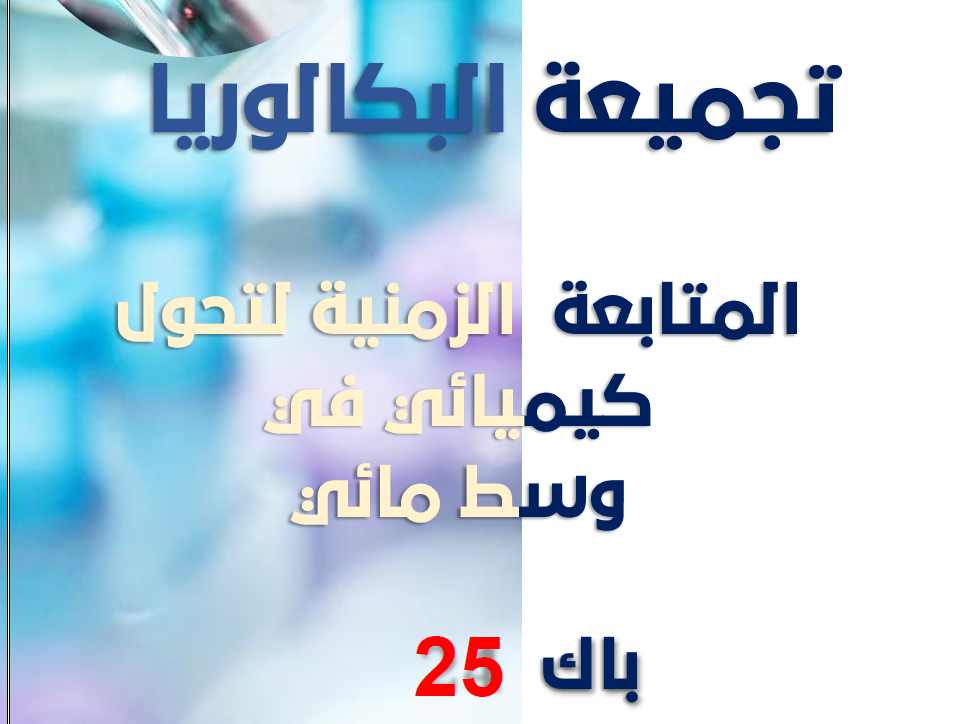 تجميعة البكالوريا
المتابعة الزمنية لتحول
كيميائي في
وسط مائي
باك 25